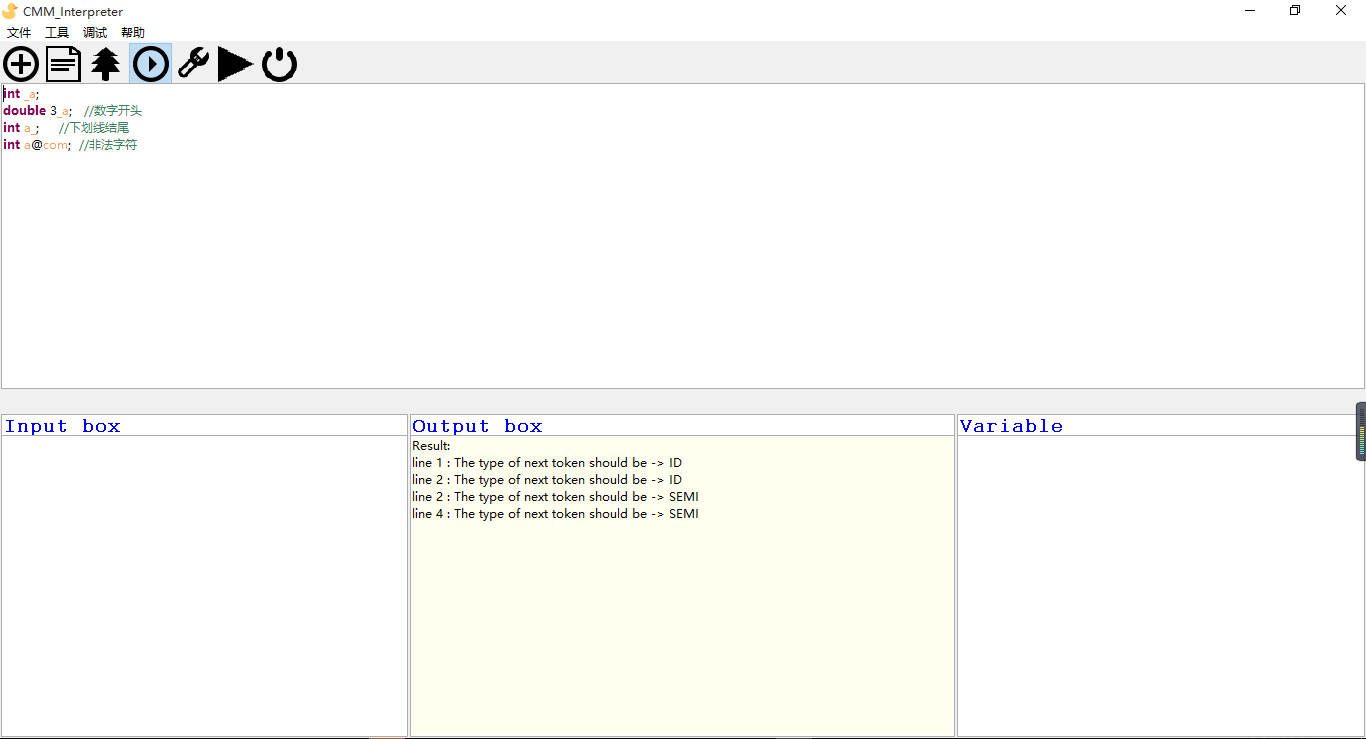 CMM_Interpreter
文件 工具 调试 帮助
int _a;
double 3_a; //数字开头
int a_; //下划线结尾
int a@com; //非法字符
Input box
Output box
Variable
Result:
line 1 : The type of next token should be -> ID
line 2 : The type of next token should be -> ID
line 2 : The type of next token should be -> SEMI
line 4 : The type of next token should be -> SEMI